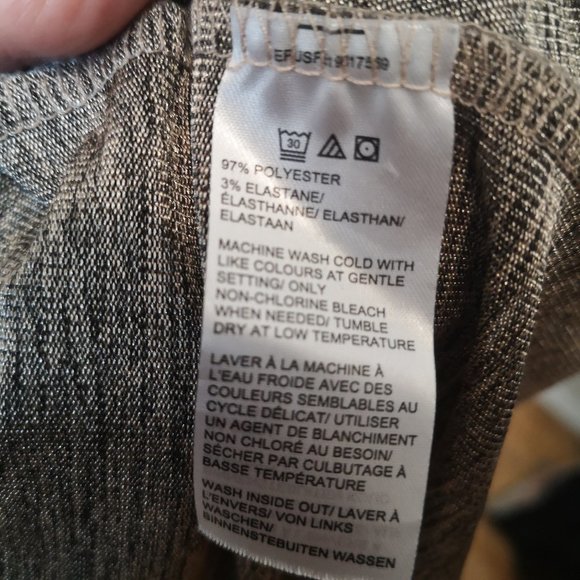 30
97% POLYESTER
3% ELASTANE/
ÉLASTHANNE/ ELASTHAN/
ELASTAAN
MACHINE WASH COLD WITH
LIKE COLOURS AT GENTLE
SETTING/ ONLY
NON-CHLORINE BLEACH
WHEN NEEDED/ TUMBLE
DRY AT LOW TEMPERATURE
LAVER À LA MACHINE À
L'EAU FROIDE AVEC DES
COULEURS SEMBLABLES AU
CYCLE DÉLICAT/ UTILISER
UN AGENT DE BLANCHIMENT
NON CHLORÉ AU BESOIN/
SÉCHER PAR CULBUTAGE À
BASSE TEMPÉRATURE
WASH INSIDE OUT/ LAVER À
L'ENVERS/ VON LINKS
WASCHEN/
BINNENSTEBUITEN WASSEN